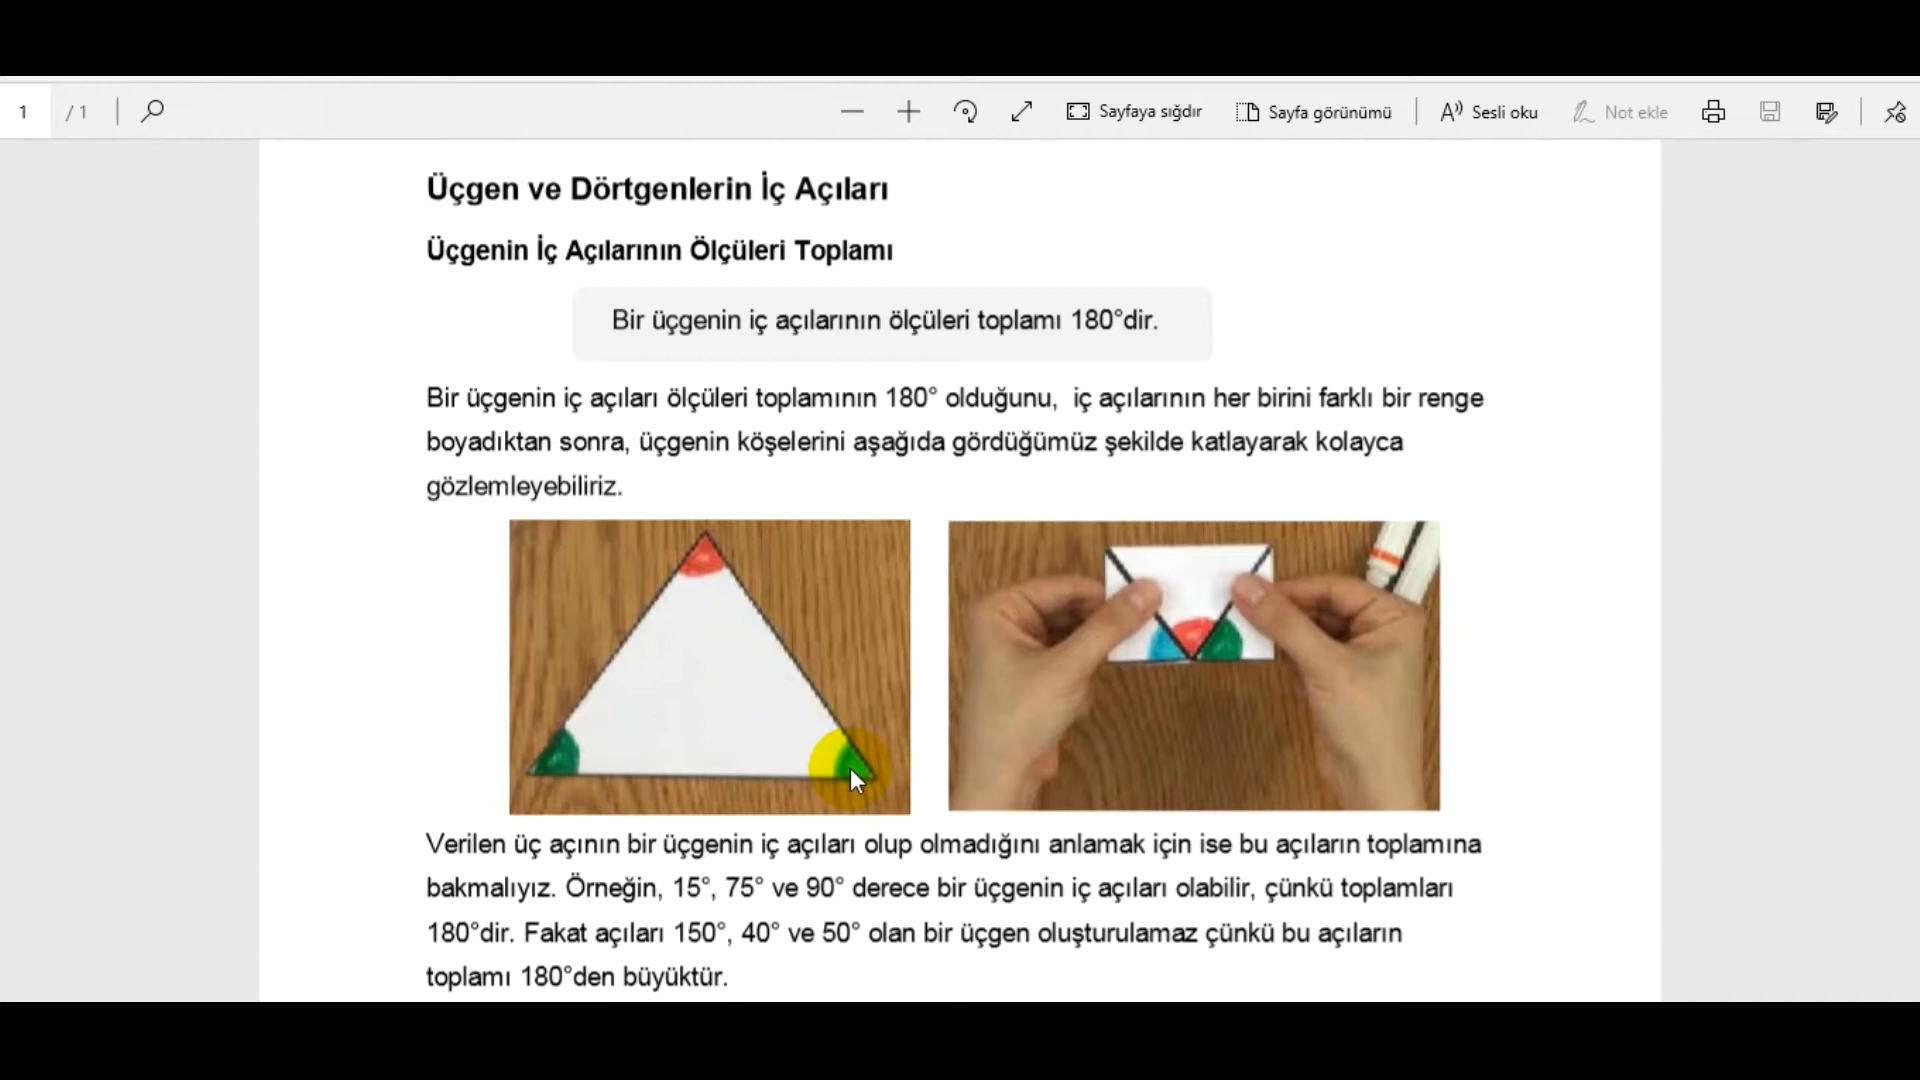 1 / 1 Sayfaya sığdır Sayfa görünümü Sesli oku Not ekle
Üçgen ve Dörtgenlerin İç Açıları
Üçgenin İç Açılarının Ölçüleri Toplamı
Bir üçgenin iç açılarının ölçüleri toplamı 180°dir.
Bir üçgenin iç açıları ölçüleri toplamının 180° olduğunu, iç açılarının her birini farklı bir renge
boyadıktan sonra, üçgenin köşelerini aşağıda gördüğümüz şekilde katlayarak kolayca
gözlemleyebiliriz.
Verilen üç açının bir üçgenin iç açıları olup olmadığını anlamak için ise bu açıların toplamına
bakmalıyız. Örneğin, 15°, 75° ve 90° derece bir üçgenin iç açıları olabilir, çünkü toplamları
180°dir. Fakat açıları 150°, 40° ve 50° olan bir üçgen oluşturulamaz çünkü bu açıların
toplamı 180°den büyüktür.